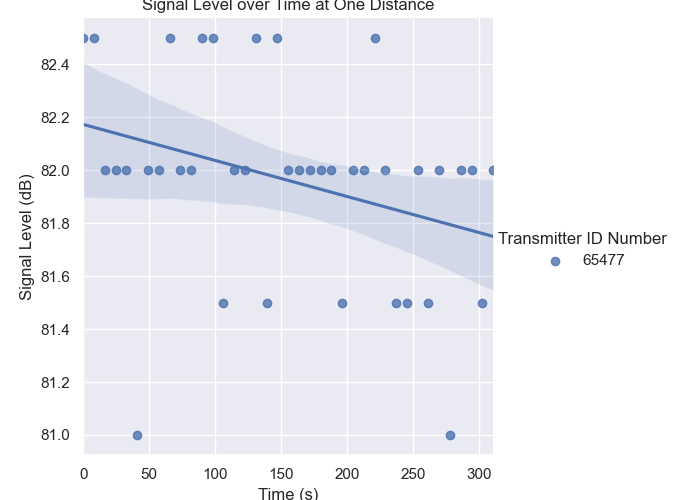 Signal Level over Time at One Distance
82.4
82.2
82.0
81.8
81.6
81.4
81.2
81.0
Signal Level (dB)
0 50 100 150 200 250 300
Time (s)
Transmitter ID Number
65477